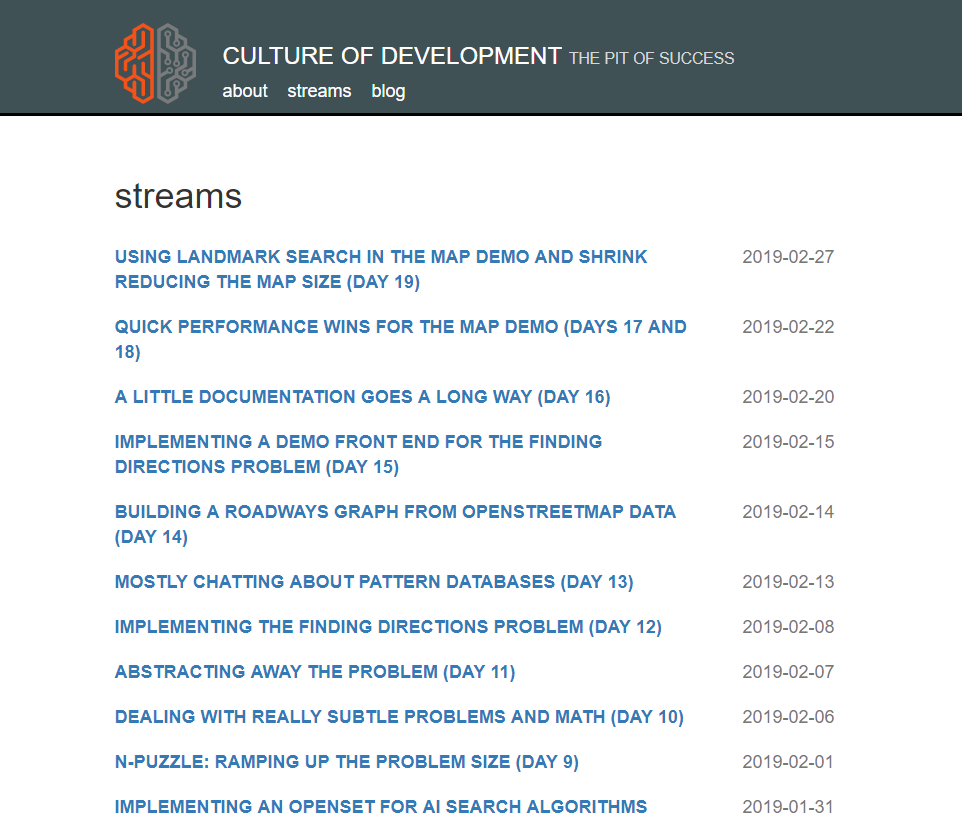 CULTURE OF DEVELOPMENT THE PIT OF SUCCESS
about streams blog
streams
USING LANDMARK SEARCH IN THE MAP DEMO AND SHRINK 2019-02-27
REDUCING THE MAP SIZE (DAY 19)
QUICK PERFORMANCE WINS FOR THE MAP DEMO (DAYS 17 AND 2019-02-22
18)
A LITTLE DOCUMENTATION GOES A LONG WAY (DAY 16) 2019-02-20
IMPLEMENTING A DEMO FRONT END FOR THE FINDING 2019-02-15
DIRECTIONS PROBLEM (DAY 15)
BUILDING A ROADWAYS GRAPH FROM OPENSTREETMAP DATA 2019-02-14
(DAY 14)
MOSTLY CHATTING ABOUT PATTERN DATABASES (DAY 13) 2019-02-13
IMPLEMENTING THE FINDING DIRECTIONS PROBLEM (DAY 12) 2019-02-08
ABSTRACTING AWAY THE PROBLEM (DAY 11) 2019-02-07
DEALING WITH REALLY SUBTLE PROBLEMS AND MATH (DAY 10) 2019-02-06
N-PUZZLE: RAMPING UP THE PROBLEM SIZE (DAY 9) 2019-02-01
IMPLEMENTING AN OPENSET FOR AI SEARCH ALGORITHMS 2019-01-31